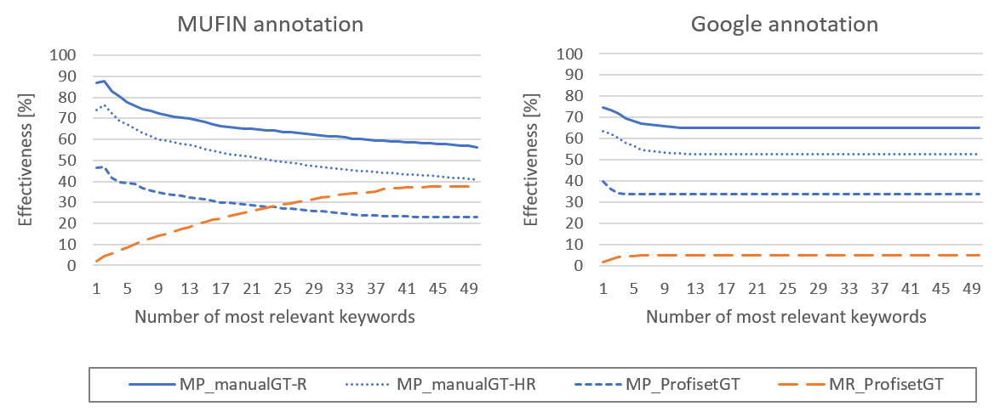 MUFIN annotation
Effectiveness [%]
100
90
80
70
60
50
40
30
20
10
0
1 5 9 13 17 21 25 29 33 37 41 45 49
Number of most relevant keywords
Google annotation
Effectiveness [%]
100
90
80
70
60
50
40
30
20
10
0
1 5 9 13 17 21 25 29 33 37 41 45 49
Number of most relevant keywords
MP_manualGT-R MP_manualGT-HR MP_ProfisetGT MR_ProfisetGT